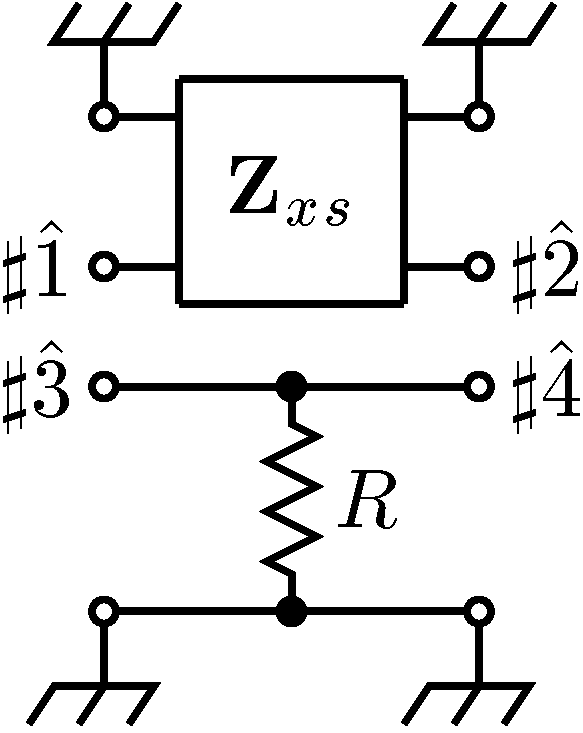 Z_{xs}
♯1̂ ♯2̂
♯3̂ ♯4̂
R